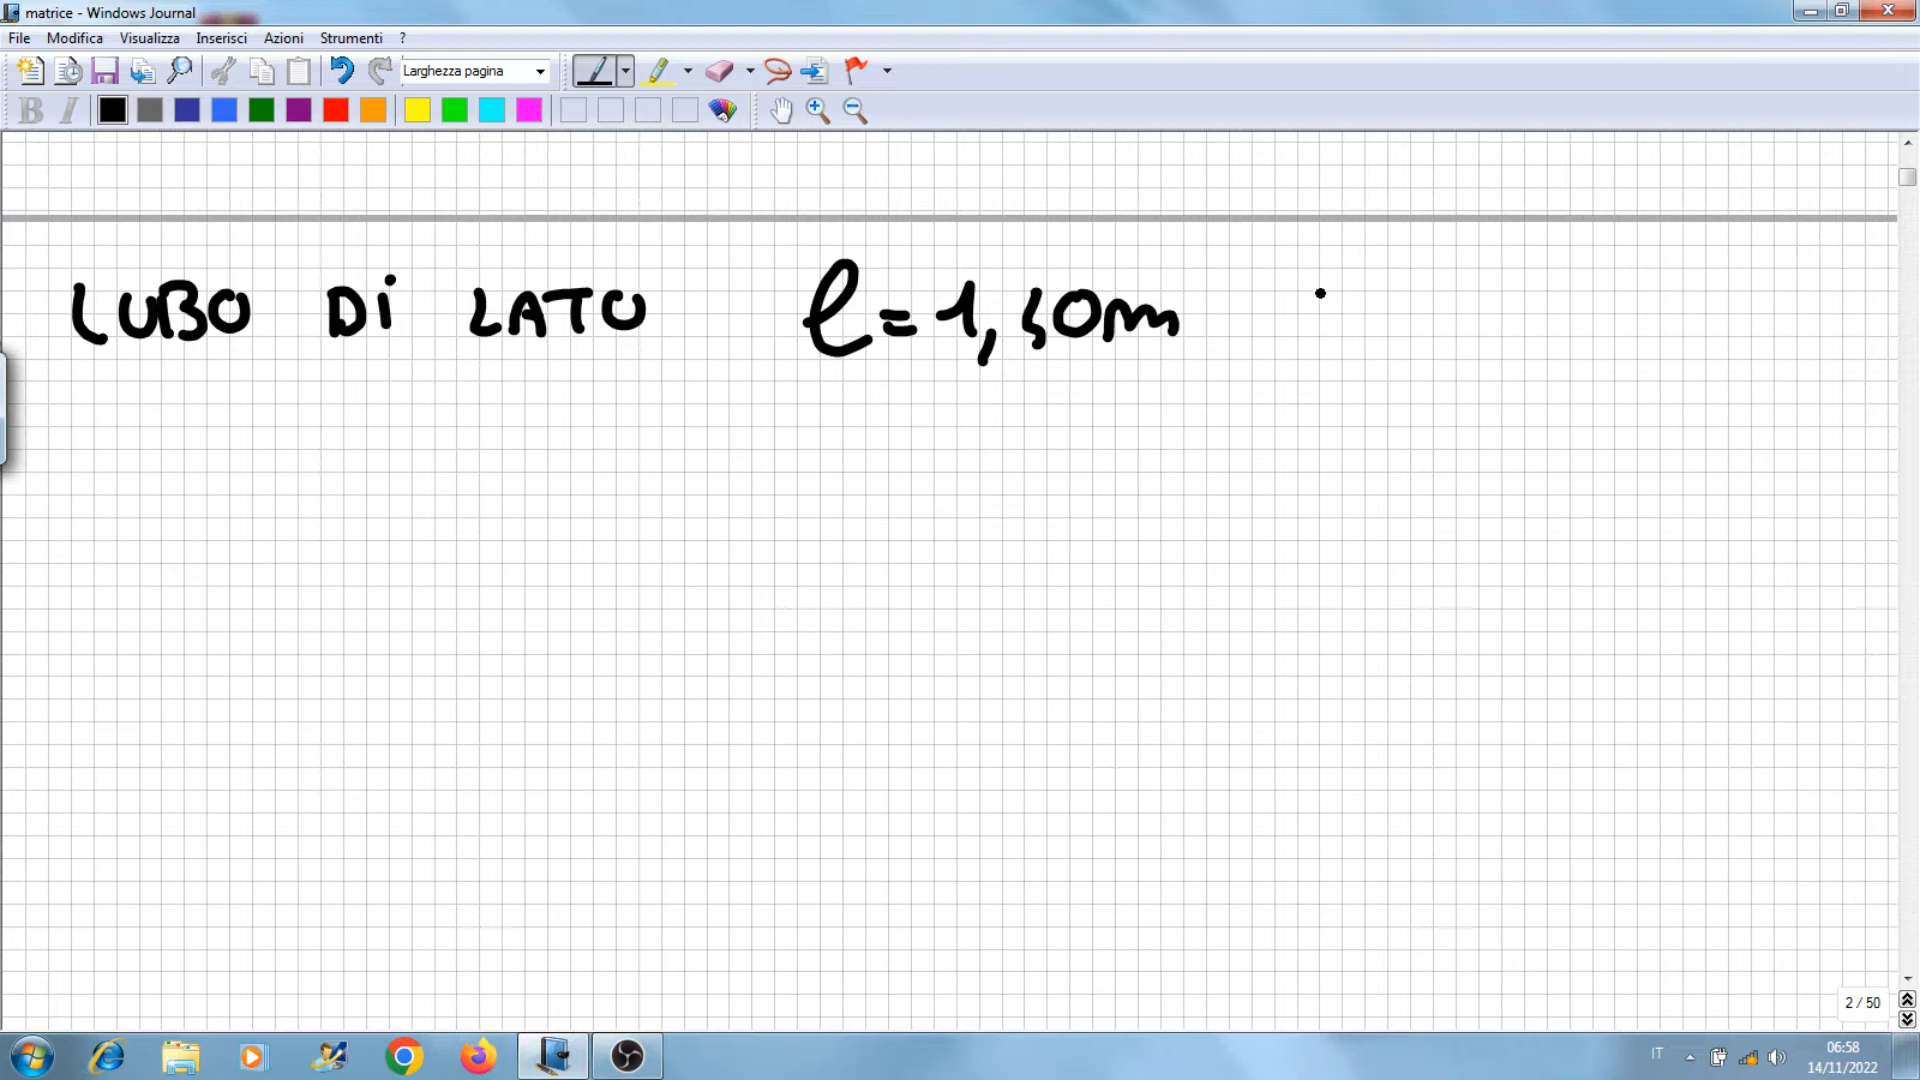 matrice - Windows Journal
File Modifica Visualizza Inserisci Azioni Strumenti ?
Larghezza pagina
B I
CUBO DI LATO l = 1,50m
2 / 50
IT 06:58
14/11/2022